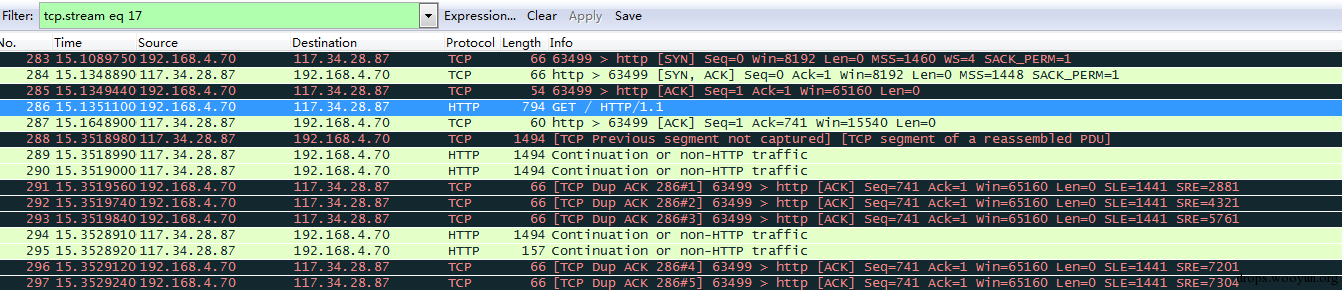 Filter: tcp.stream eq 17 Expression... Clear Apply Save
No. Time Source Destination Protocol Length Info
283 15.1089750 192.168.4.70 117.34.28.87 TCP 66 63499 > http [SYN] Seq=0 Win=8192 Len=0 MSS=1460 WS=4 SACK_PERM=1
284 15.1348890 117.34.28.87 192.168.4.70 TCP 66 http > 63499 [SYN, ACK] Seq=0 Ack=1 Win=8192 Len=0 MSS=1448 SACK_PERM=1
285 15.1349440 192.168.4.70 117.34.28.87 TCP 54 63499 > http [ACK] Seq=1 Ack=1 Win=65160 Len=0
286 15.1351100 192.168.4.70 117.34.28.87 HTTP 794 GET / HTTP/1.1
287 15.1648900 117.34.28.87 192.168.4.70 TCP 60 http > 63499 [ACK] Seq=1 Ack=741 Win=15540 Len=0
288 15.3518980 117.34.28.87 192.168.4.70 TCP 1494 [TCP Previous segment not captured] [TCP segment of a reassembled PDU]
289 15.3518990 117.34.28.87 192.168.4.70 HTTP 1494 Continuation or non-HTTP traffic
290 15.3519000 117.34.28.87 192.168.4.70 HTTP 1494 Continuation or non-HTTP traffic
291 15.3519560 192.168.4.70 117.34.28.87 TCP 66 [TCP Dup ACK 286#1] 63499 > http [ACK] Seq=741 Ack=1 Win=65160 Len=0 SLE=1441 SRE=2881
292 15.3519740 192.168.4.70 117.34.28.87 TCP 66 [TCP Dup ACK 286#2] 63499 > http [ACK] Seq=741 Ack=1 Win=65160 Len=0 SLE=1441 SRE=4321
293 15.3519840 192.168.4.70 117.34.28.87 TCP 66 [TCP Dup ACK 286#3] 63499 > http [ACK] Seq=741 Ack=1 Win=65160 Len=0 SLE=1441 SRE=5761
294 15.3528910 117.34.28.87 192.168.4.70 HTTP 1494 Continuation or non-HTTP traffic
295 15.3528920 117.34.28.87 192.168.4.70 HTTP 157 Continuation or non-HTTP traffic
296 15.3529120 192.168.4.70 117.34.28.87 TCP 66 [TCP Dup ACK 286#4] 63499 > http [ACK] Seq=741 Ack=1 Win=65160 Len=0 SLE=1441 SRE=7201
297 15.3529240 192.168.4.70 117.34.28.87 TCP 66 [TCP Dup ACK 286#5] 63499 > http [ACK] Seq=741 Ack=1 Win=65160 Len=0 SLE=1441 SRE=7304